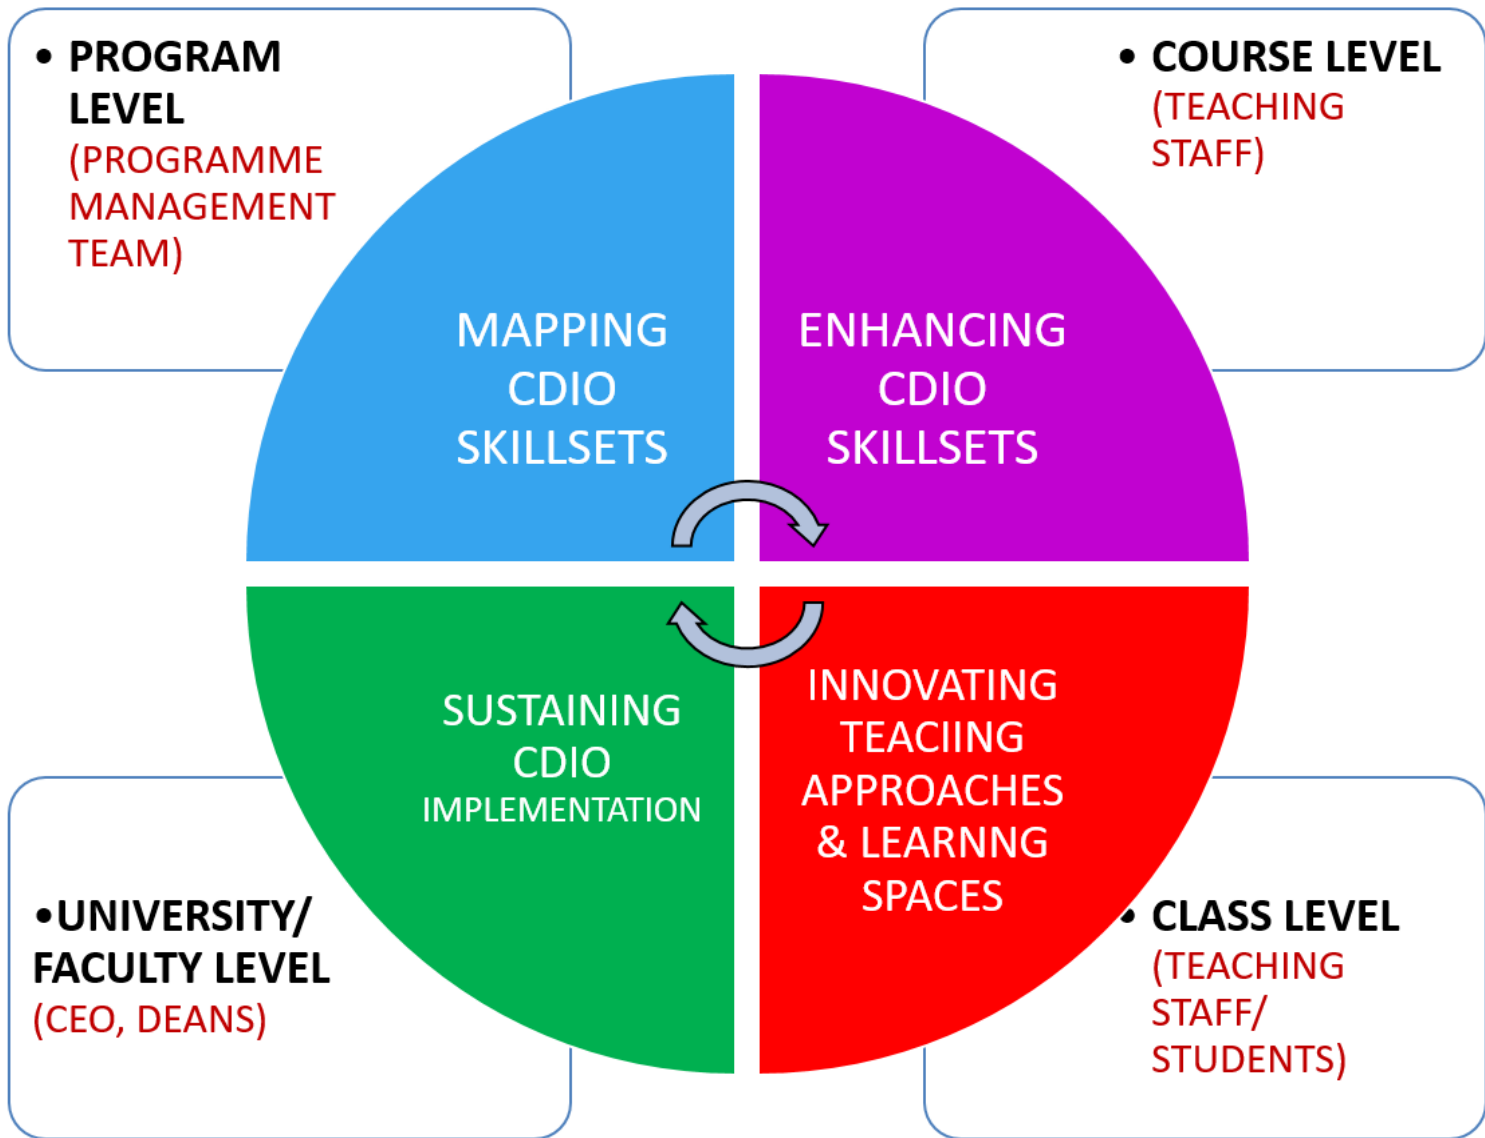 • PROGRAM
LEVEL
(PROGRAMME
MANAGEMENT
TEAM)
• COURSE LEVEL
(TEACHING
STAFF)
MAPPING
CDIO
SKILLSETS
ENHANCING
CDIO
SKILLSETS
SUSTAINING
CDIO
IMPLEMENTATION
INNOVATING
TEACIING
APPROACHES
& LEARNNG
SPACES
•UNIVERSITY/
FACULTY LEVEL
(CEO, DEANS)
• CLASS LEVEL
(TEACHING
STAFF/
STUDENTS)